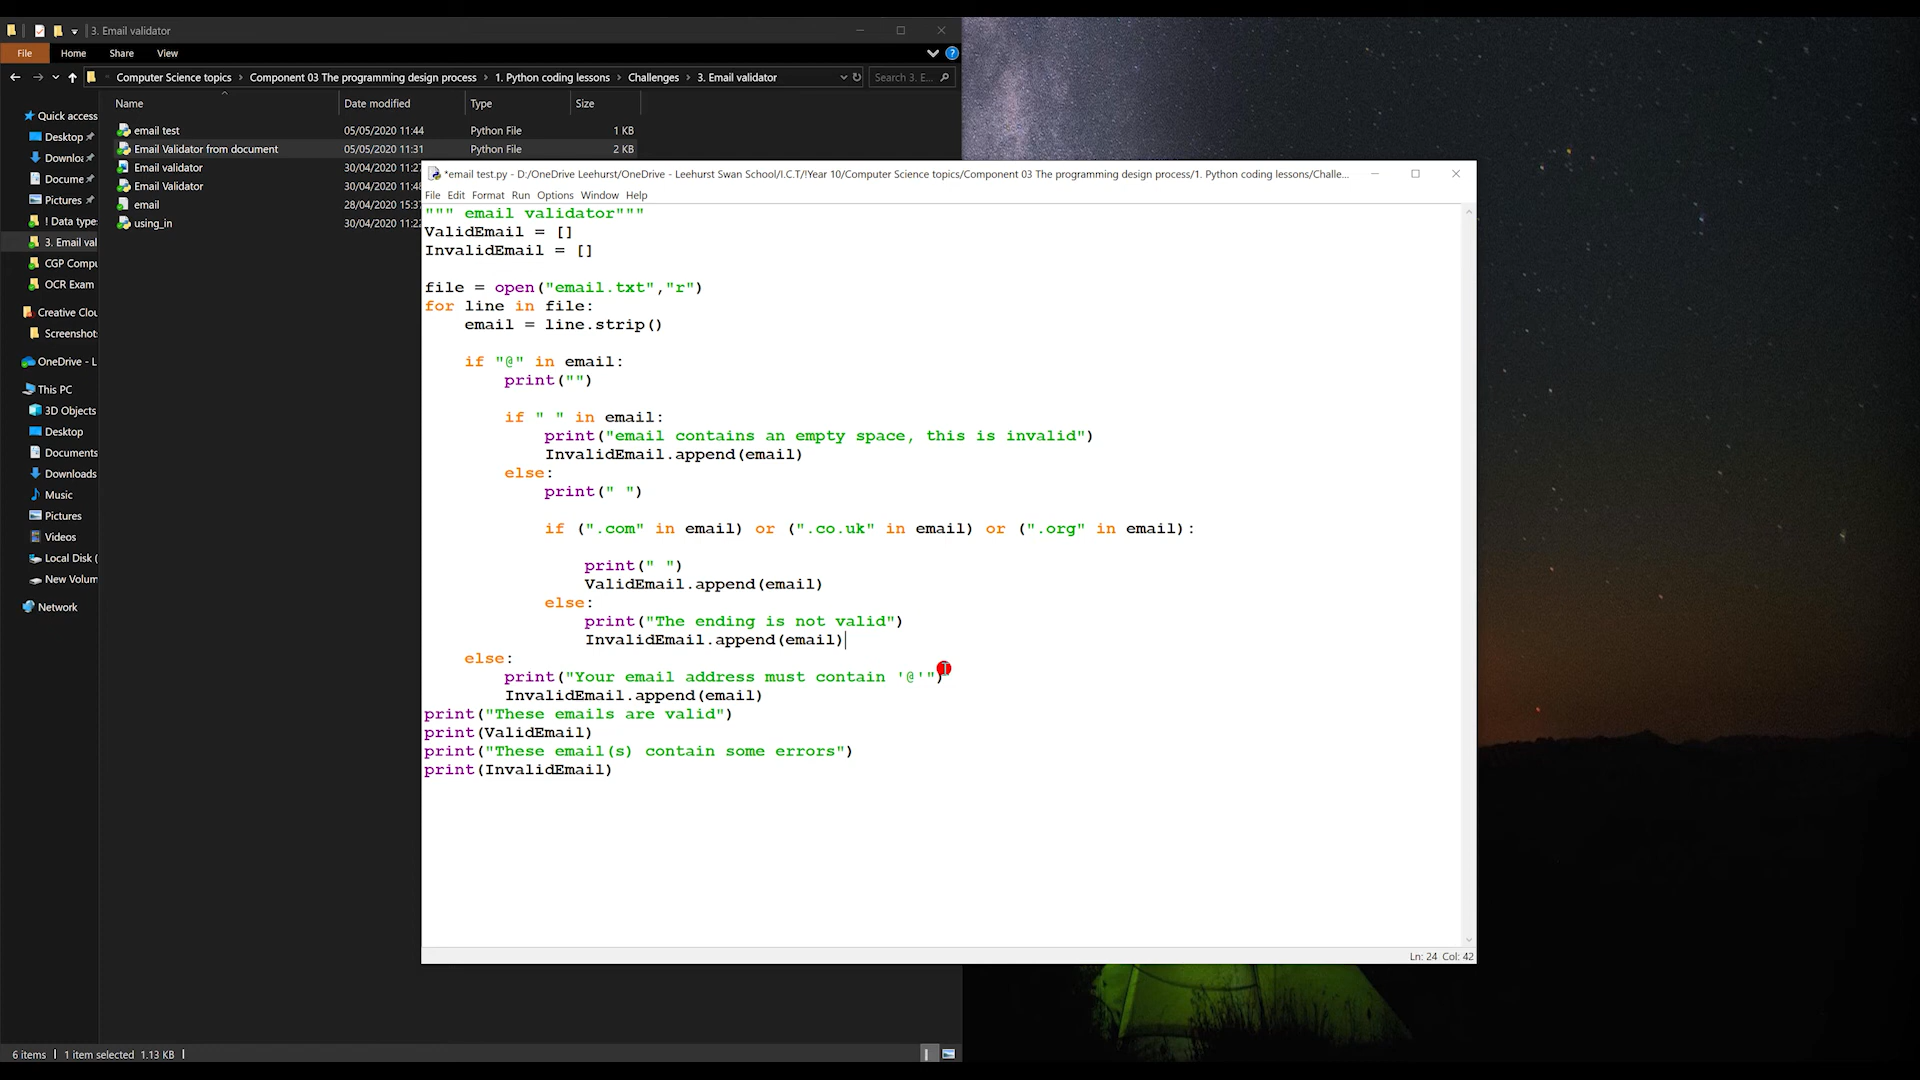 3. Email validator
File Home Share View
Computer Science topics > Component 03 The programming design process > 1. Python coding lessons > Challenges > 3. Email validator
Search 3. E...
Name Date modified Type Size
email test 05/05/2020 11:44 Python File 1 KB
Email Validator from document 05/05/2020 11:31 Python File 2 KB
Email validator 30/04/2020 11:2
Email Validator 30/04/2020 11:4
email 28/04/2020 15:3
using_in 30/04/2020 11:2
Quick access
Desktop
Downloa
Docume
Pictures
! Data type
3. Email val
CGP Compu
OCR Exam
Creative Clou
Screenshots
OneDrive - L
This PC
3D Objects
Desktop
Documents
Downloads
Music
Pictures
Videos
Local Disk (
New Volum
Network
6 items 1 item selected 1.13 KB
*email test.py - D:/OneDrive Leehurst/OneDrive - Leehurst Swan School/I.C.T/!Year 10/Computer Science topics/Component 03 The programming design process/1. Python coding lessons/Challe...
File Edit Format Run Options Window Help
""" email validator"""
ValidEmail = []
InvalidEmail = []
file = open("email.txt","r")
for line in file:
    email = line.strip()
    if "@" in email:
        print("")
        if " " in email:
            print("email contains an empty space, this is invalid")
            InvalidEmail.append(email)
        else:
            print(" ")
            if (".com" in email) or (".co.uk" in email) or (".org" in email):
                print(" ")
                ValidEmail.append(email)
            else:
                print("The ending is not valid")
                InvalidEmail.append(email)
    else:
        print("Your email address must contain '@'")
        InvalidEmail.append(email)
print("These emails are valid")
print(ValidEmail)
print("These email(s) contain some errors")
print(InvalidEmail)
Ln: 24 Col: 42